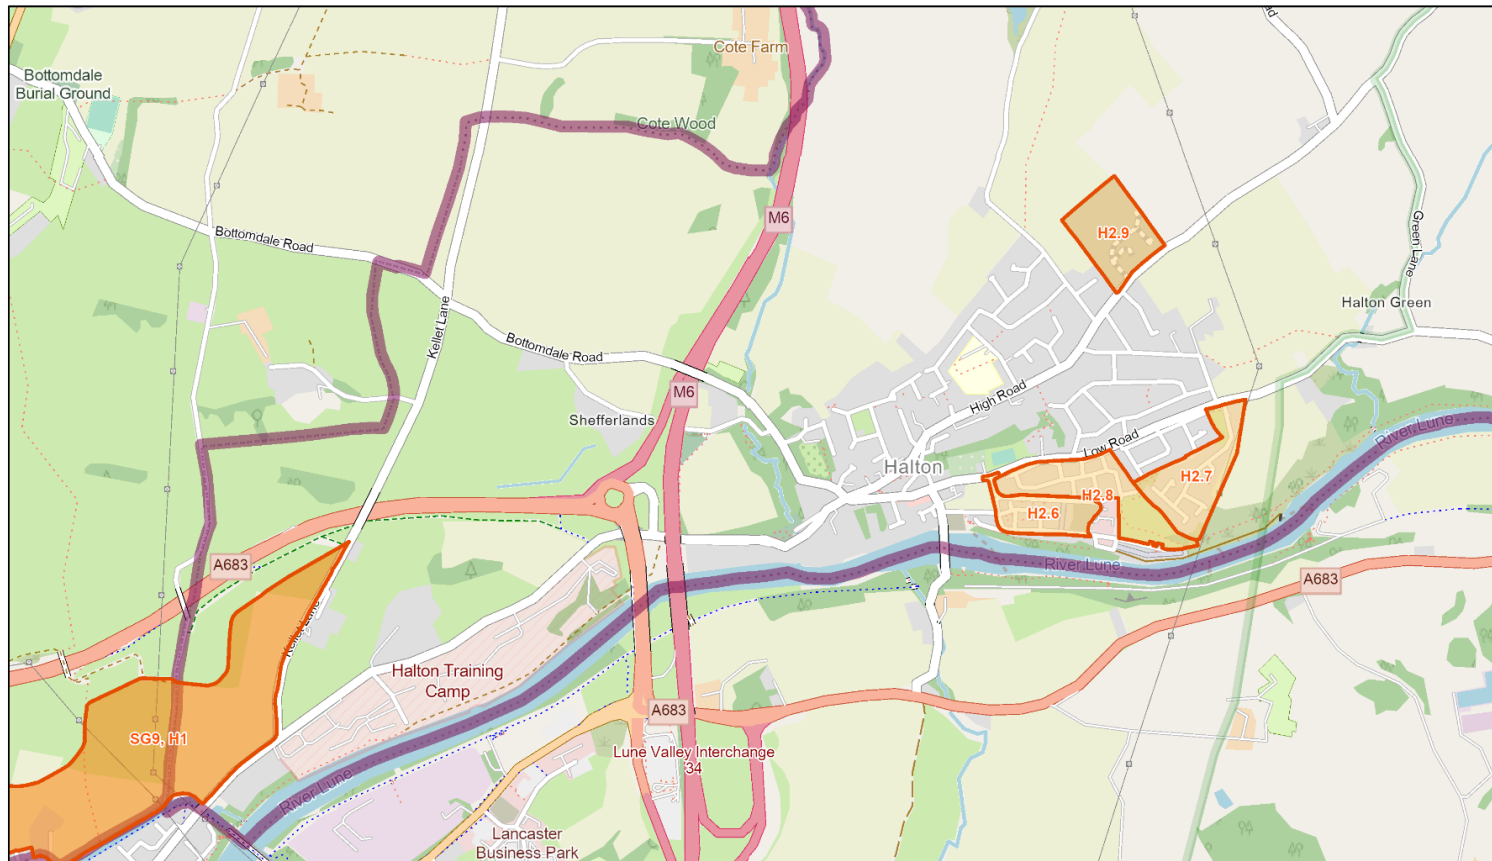 Cote Farm
Bottomdale
Burial Ground
Cote Wood
M6
Bottomdale Road
H2.9
Green Lane
Halton Green
Kellet Lane
Bottomdale Road
M6
High Road
Shefferlands
Low Road
River Lune
Halton
H2.7
H2.8
H2.6
River Lune
A683
A683
Kellet Lane
Halton Training
Camp
A683
SG9, H1
Lune Valley Interchange
34
River Lune
Lancaster
Business Park